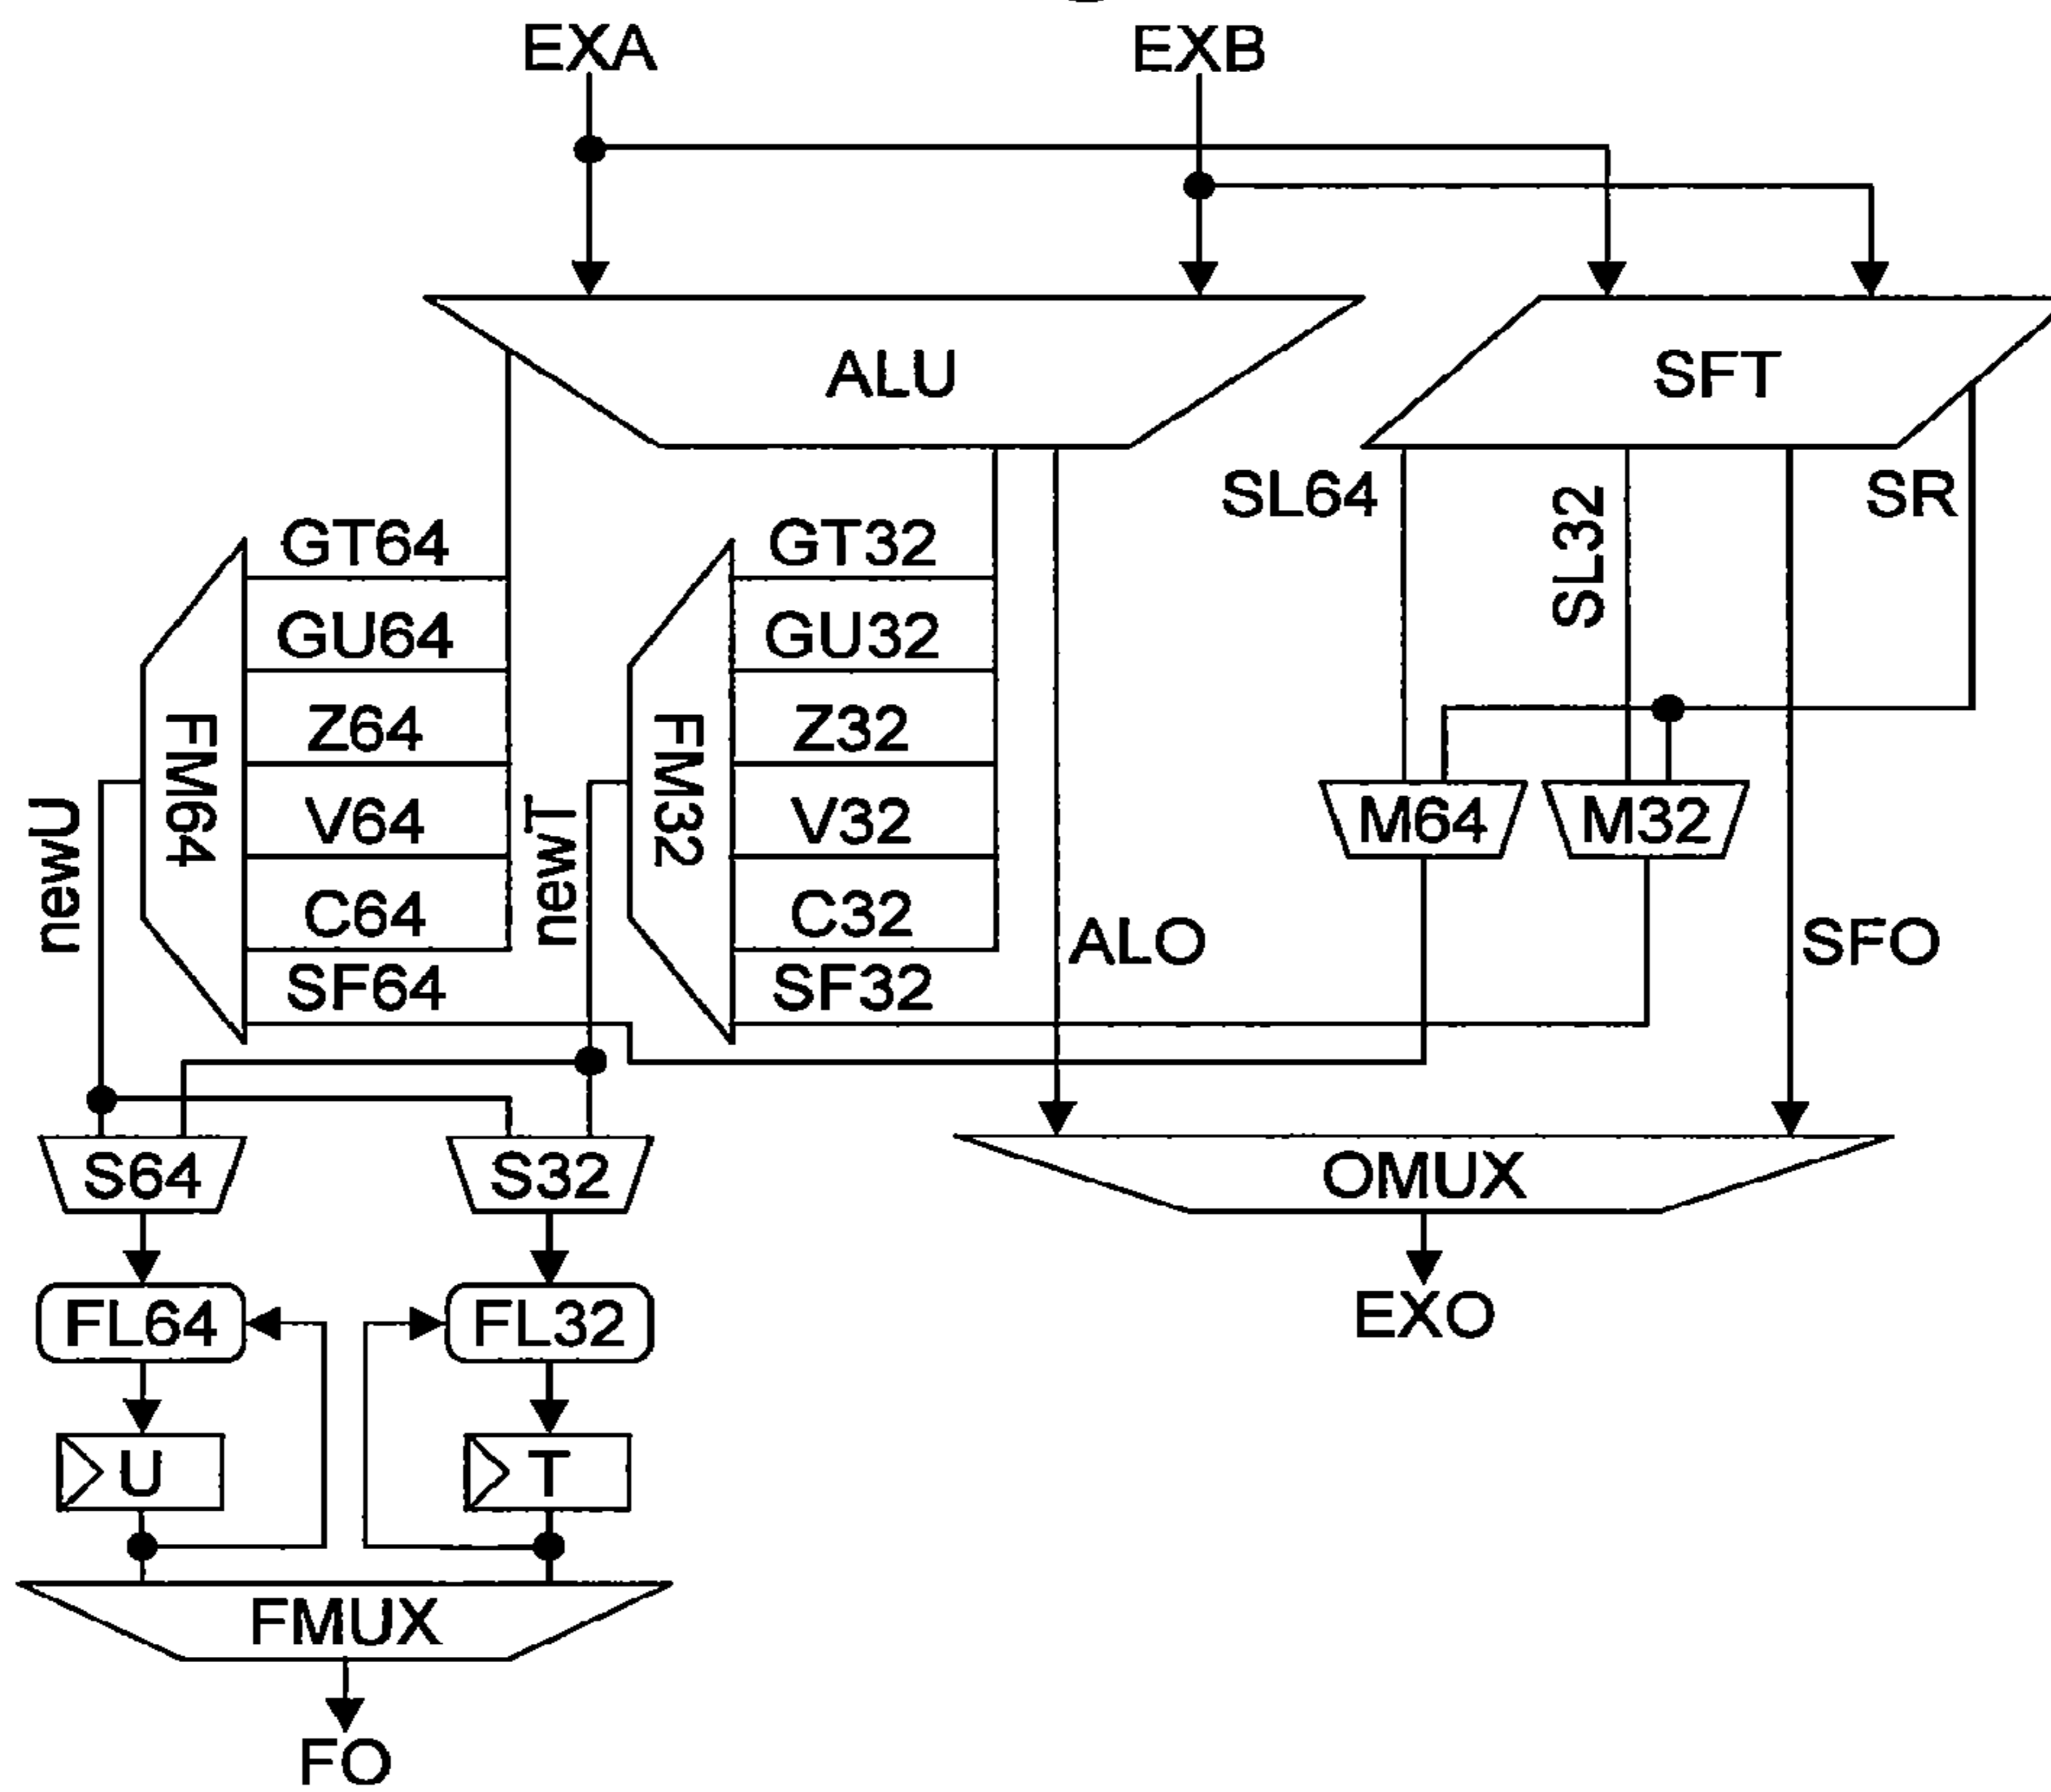 EXA
EXB
ALU
SFT
SL64
SL32
SR
GT64
GU64
Z64
V64
C64
SF64
FM64
newU
GT32
GU32
Z32
V32
C32
SF32
FM32
newT
M64
M32
ALO
SFO
S64
S32
OMUX
FL64
FL32
EXO
U
T
FMUX
FO